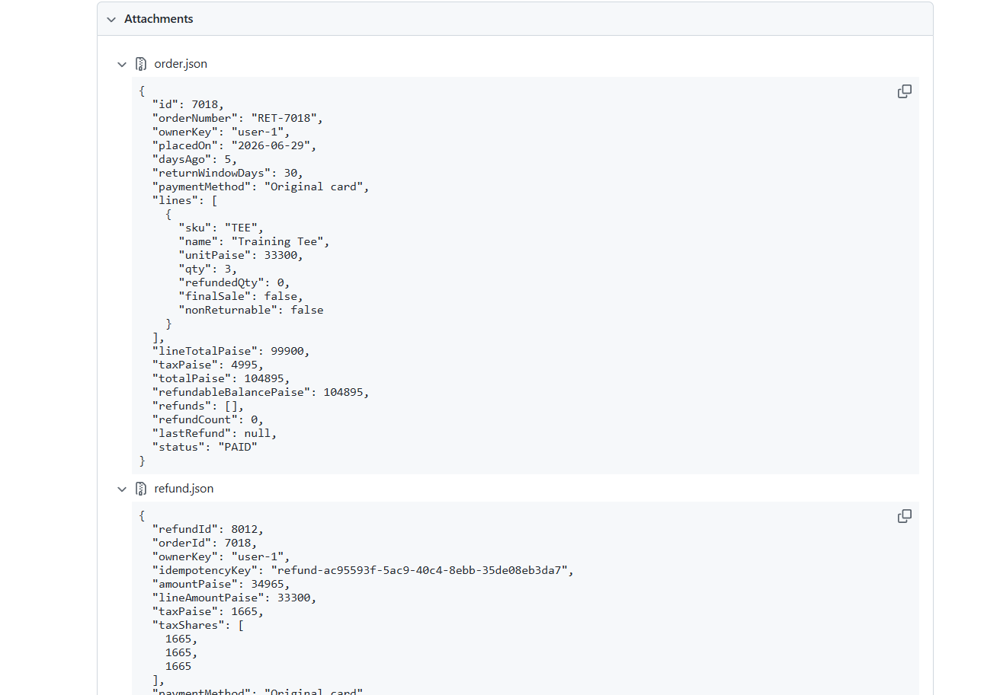 Attachments
order.json
{
  "id": 7018,
  "orderNumber": "RET-7018",
  "ownerKey": "user-1",
  "placedOn": "2026-06-29",
  "daysAgo": 5,
  "returnWindowDays": 30,
  "paymentMethod": "Original card",
  "lines": [
    {
      "sku": "TEE",
      "name": "Training Tee",
      "unitPaise": 33300,
      "qty": 3,
      "refundedQty": 0,
      "finalSale": false,
      "nonReturnable": false
    }
  ],
  "lineTotalPaise": 99900,
  "taxPaise": 4995,
  "totalPaise": 104895,
  "refundableBalancePaise": 104895,
  "refunds": [],
  "refundCount": 0,
  "lastRefund": null,
  "status": "PAID"
}
refund.json
{
  "refundId": 8012,
  "orderId": 7018,
  "ownerKey": "user-1",
  "idempotencyKey": "refund-ac95593f-5ac9-40c4-8ebb-35de08eb3da7",
  "amountPaise": 34965,
  "lineAmountPaise": 33300,
  "taxPaise": 1665,
  "taxShares": [
    1665,
    1665,
    1665
  ],
  "paymentMethod": "Original card"